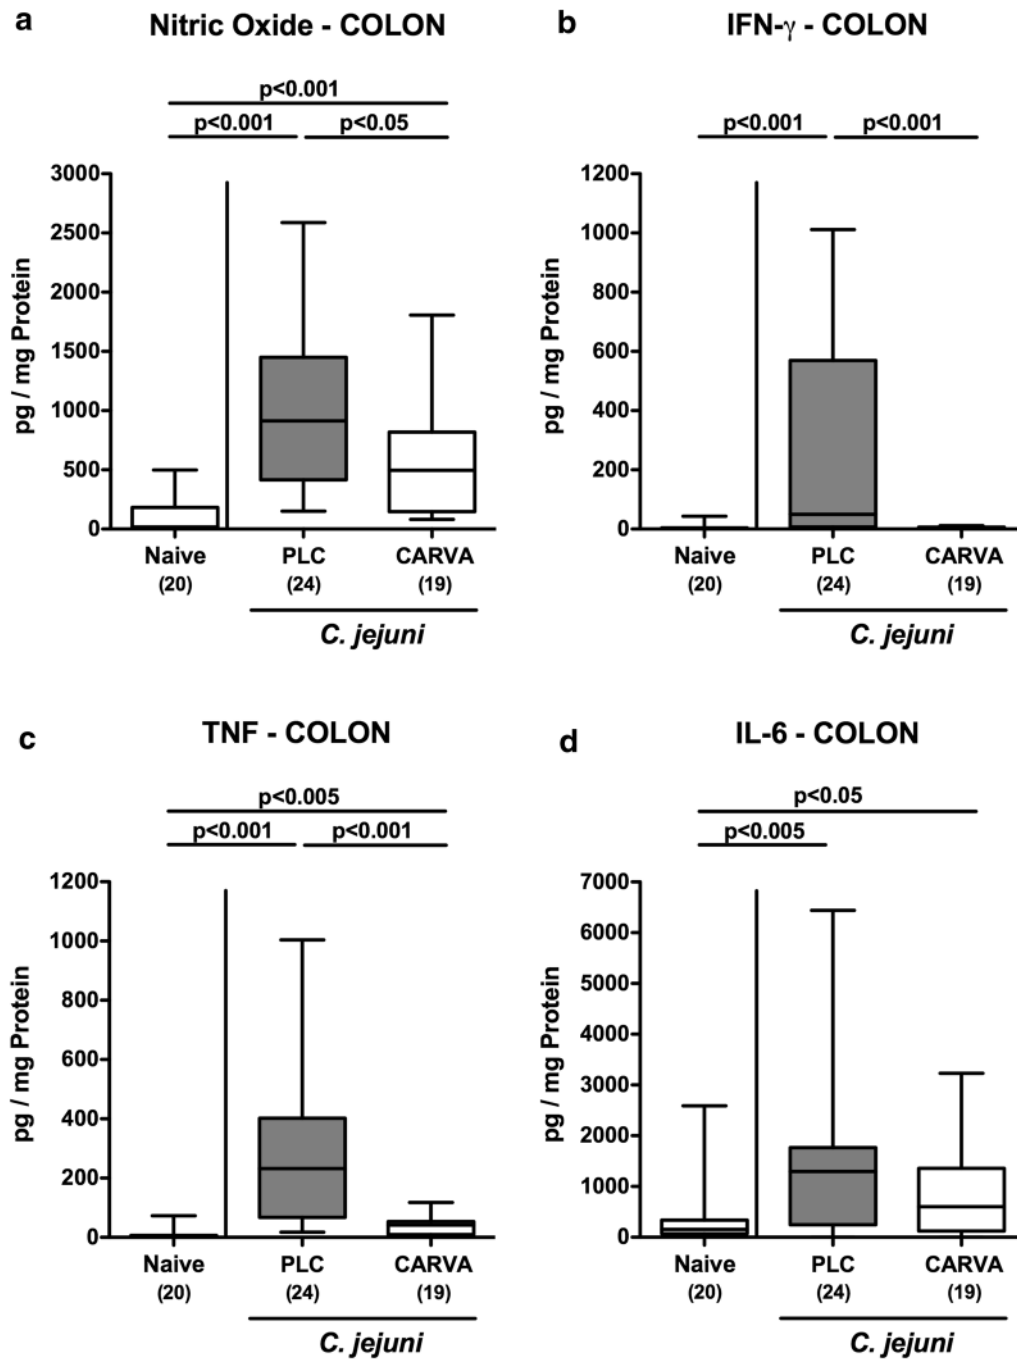 a
Nitric Oxide - COLON
p<0.001
p<0.001
p<0.05
3000
2500
2000
1500
1000
500
0
pg / mg Protein
Naive
PLC
CARVA
(20)
(24)
(19)
C. jejuni
b
IFN-γ - COLON
p<0.001
p<0.001
1200
1000
800
600
400
200
0
pg / mg Protein
Naive
PLC
CARVA
(20)
(24)
(19)
C. jejuni
c
TNF - COLON
p<0.005
p<0.001
p<0.001
1200
1000
800
600
400
200
0
pg / mg Protein
Naive
PLC
CARVA
(20)
(24)
(19)
C. jejuni
d
IL-6 - COLON
p<0.05
p<0.005
7000
6000
5000
4000
3000
2000
1000
0
pg / mg Protein
Naive
PLC
CARVA
(20)
(24)
(19)
C. jejuni